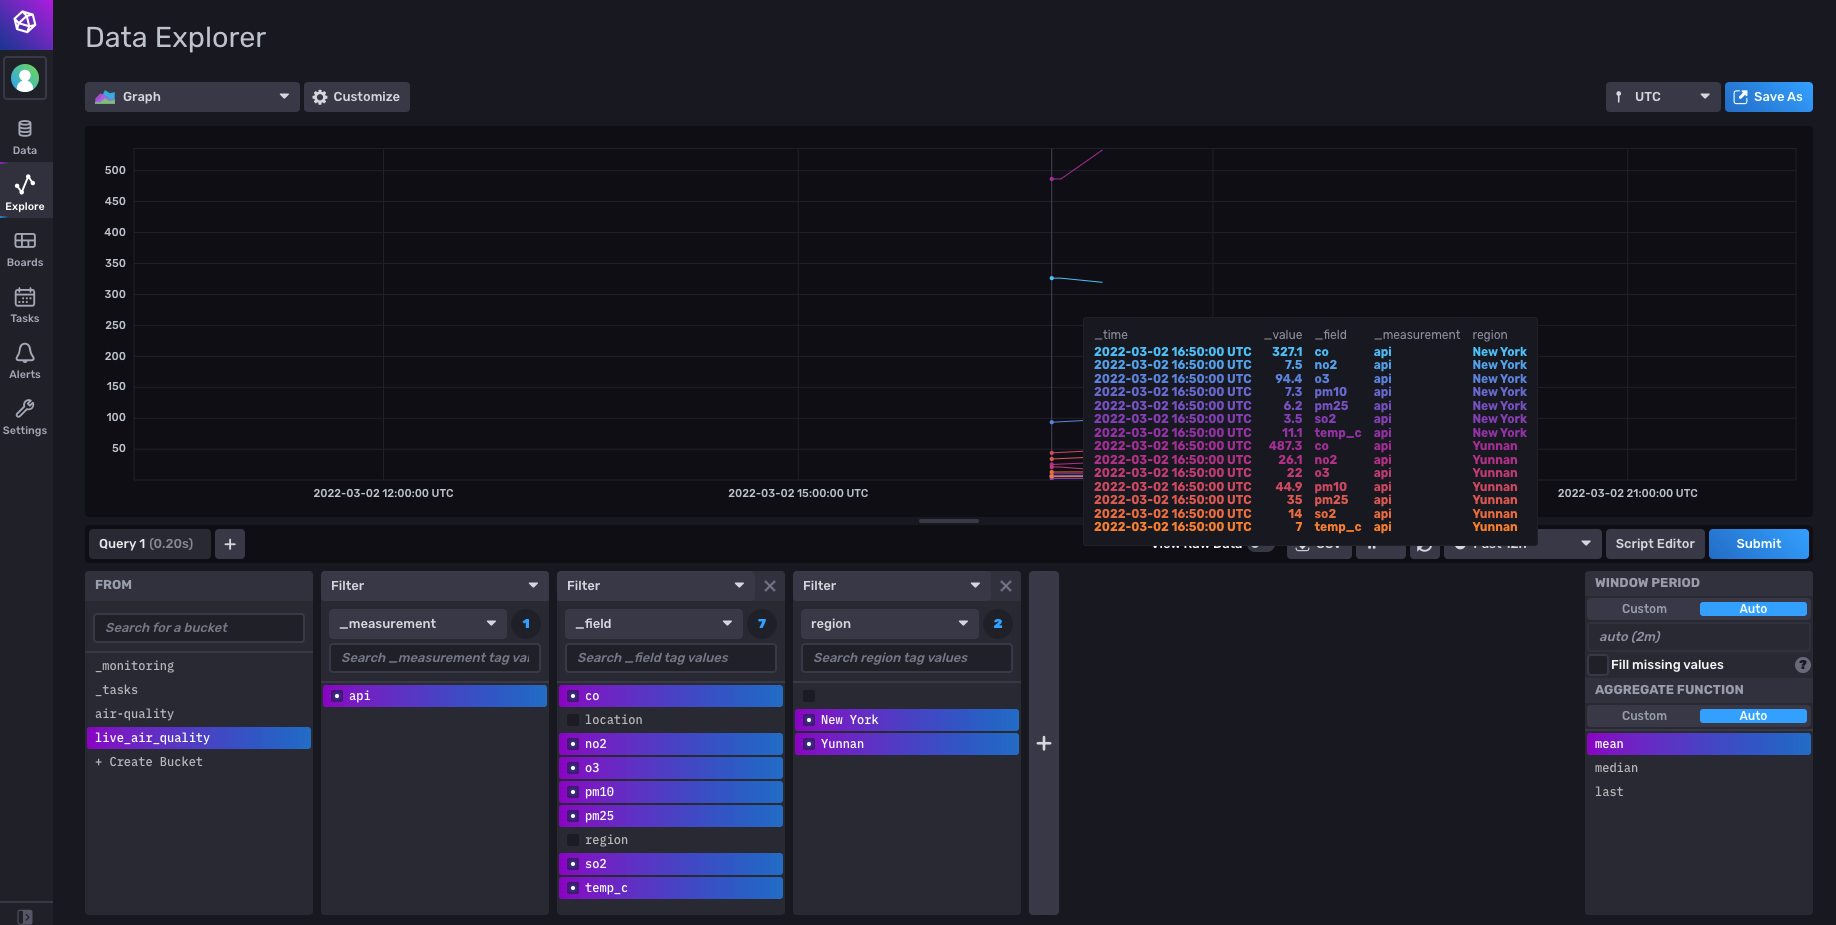 Data Explorer
Graph
Customize
UTC
Save As
Data
Explore
Boards
Tasks
Alerts
Settings
500
450
400
350
300
250
200
150
100
50
2022-03-02 12:00:00 UTC
2022-03-02 15:00:00 UTC
2022-03-02 21:00:00 UTC
_time _value _field _measurement region
2022-03-02 16:50:00 UTC 327.1 co api New York
2022-03-02 16:50:00 UTC 7.5 no2 api New York
2022-03-02 16:50:00 UTC 94.4 o3 api New York
2022-03-02 16:50:00 UTC 7.3 pm10 api New York
2022-03-02 16:50:00 UTC 6.2 pm25 api New York
2022-03-02 16:50:00 UTC 3.5 so2 api New York
2022-03-02 16:50:00 UTC 11.1 temp_c api New York
2022-03-02 16:50:00 UTC 487.3 co api Yunnan
2022-03-02 16:50:00 UTC 26.1 no2 api Yunnan
2022-03-02 16:50:00 UTC 22 o3 api Yunnan
2022-03-02 16:50:00 UTC 44.9 pm10 api Yunnan
2022-03-02 16:50:00 UTC 35 pm25 api Yunnan
2022-03-02 16:50:00 UTC 14 so2 api Yunnan
2022-03-02 16:50:00 UTC 7 temp_c api Yunnan
Query 1 (0.20s)
+
View Raw Data
CSV
Past 12h
Script Editor
Submit
FROM
Search for a bucket
_monitoring
_tasks
air-quality
live_air_quality
+ Create Bucket
Filter
_measurement
1
Search _measurement tag val
api
Filter
_field
7
Search _field tag values
co
location
no2
o3
pm10
pm25
region
so2
temp_c
Filter
region
2
Search region tag values
New York
Yunnan
+
WINDOW PERIOD
Custom
Auto
auto (2m)
Fill missing values
?
AGGREGATE FUNCTION
Custom
Auto
mean
median
last